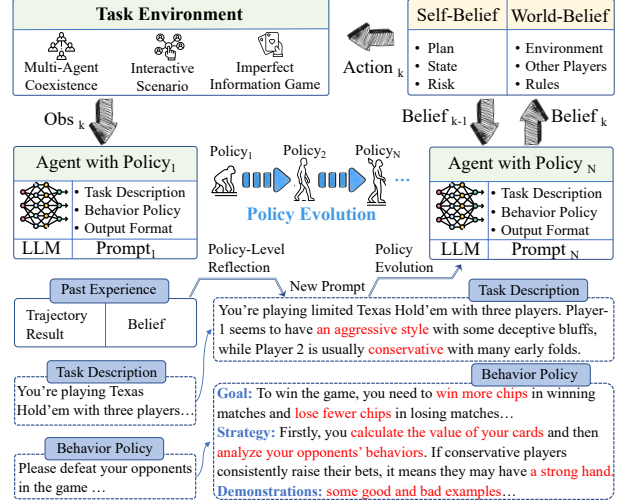 Task Environment
Multi-Agent
Coexistence
Interactive
Scenario
Imperfect
Information Game
Self-Belief
World-Belief
• Plan
• State
• Risk
• Environment
• Other Players
• Rules
Action k
Obs k
Belief k-1
Belief k
Agent with Policy1
• Task Description
• Behavior Policy
• Output Format
LLM
Prompt1
Policy1
Policy2
PolicyN
...
Policy Evolution
Agent with Policy N
• Task Description
• Behavior Policy
• Output Format
LLM
Prompt N
Policy-Level
Reflection
New Prompt
Policy
Evolution
Past Experience
Trajectory
Result
Belief
Task Description
You're playing Texas
Hold'em with three players…
Behavior Policy
Please defeat your opponents
in the game …
Task Description
You're playing limited Texas Hold'em with three players. Player-
1 seems to have an aggressive style with some deceptive bluffs,
while Player 2 is usually conservative with many early folds.
Behavior Policy
Goal: To win the game, you need to win more chips in winning
matches and lose fewer chips in losing matches…
Strategy: Firstly, you calculate the value of your cards and then
analyze your opponents' behaviors. If conservative players
consistently raise their bets, it means they may have a strong hand.
Demonstrations: some good and bad examples…